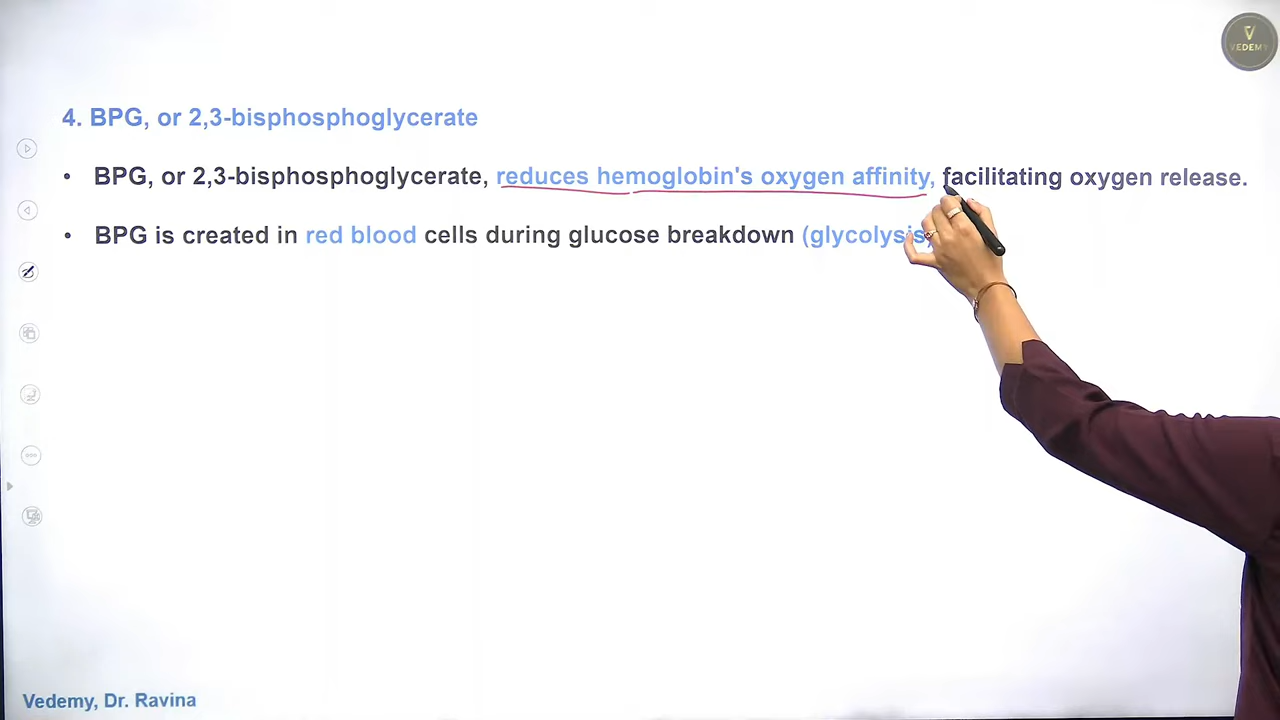 VEDEMY
4. BPG, or 2,3-bisphosphoglycerate
• BPG, or 2,3-bisphosphoglycerate, reduces hemoglobin's oxygen affinity, facilitating oxygen release.
• BPG is created in red blood cells during glucose breakdown (glycolysis)
Vedemy, Dr. Ravina